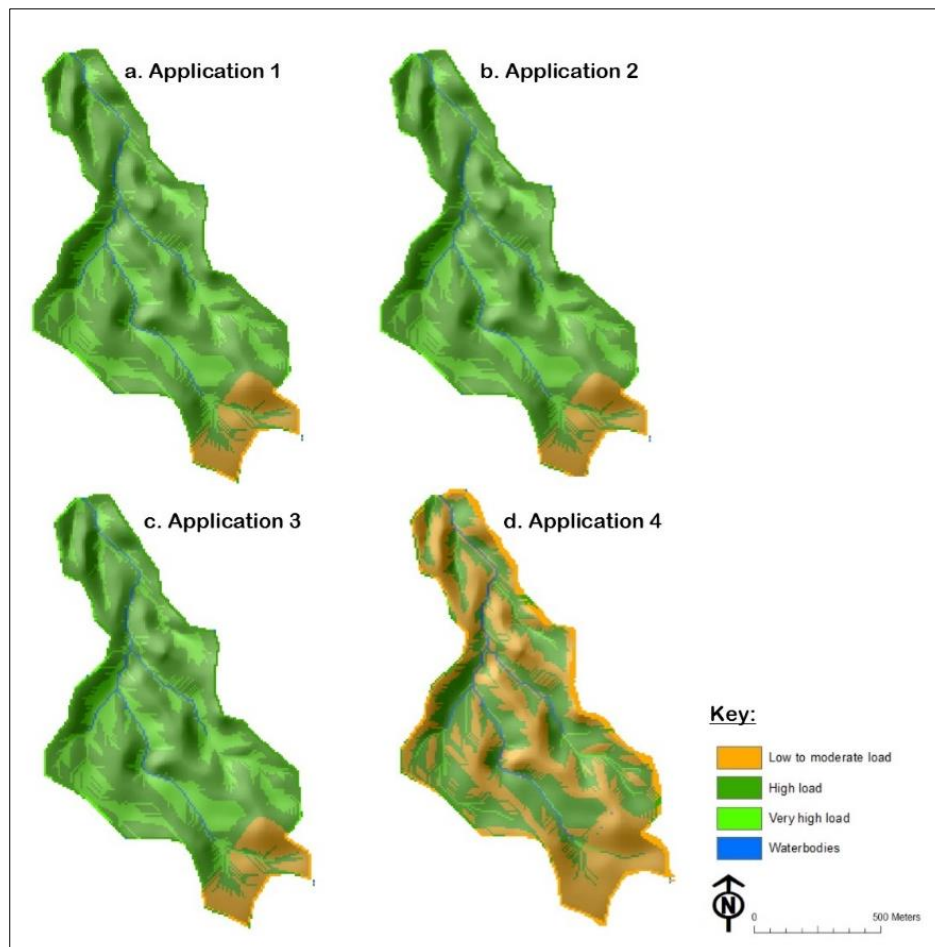 a. Application 1
b. Application 2
c. Application 3
d. Application 4
Key:
Low to moderate load
High load
Very high load
Waterbodies
N
0 500 Meters